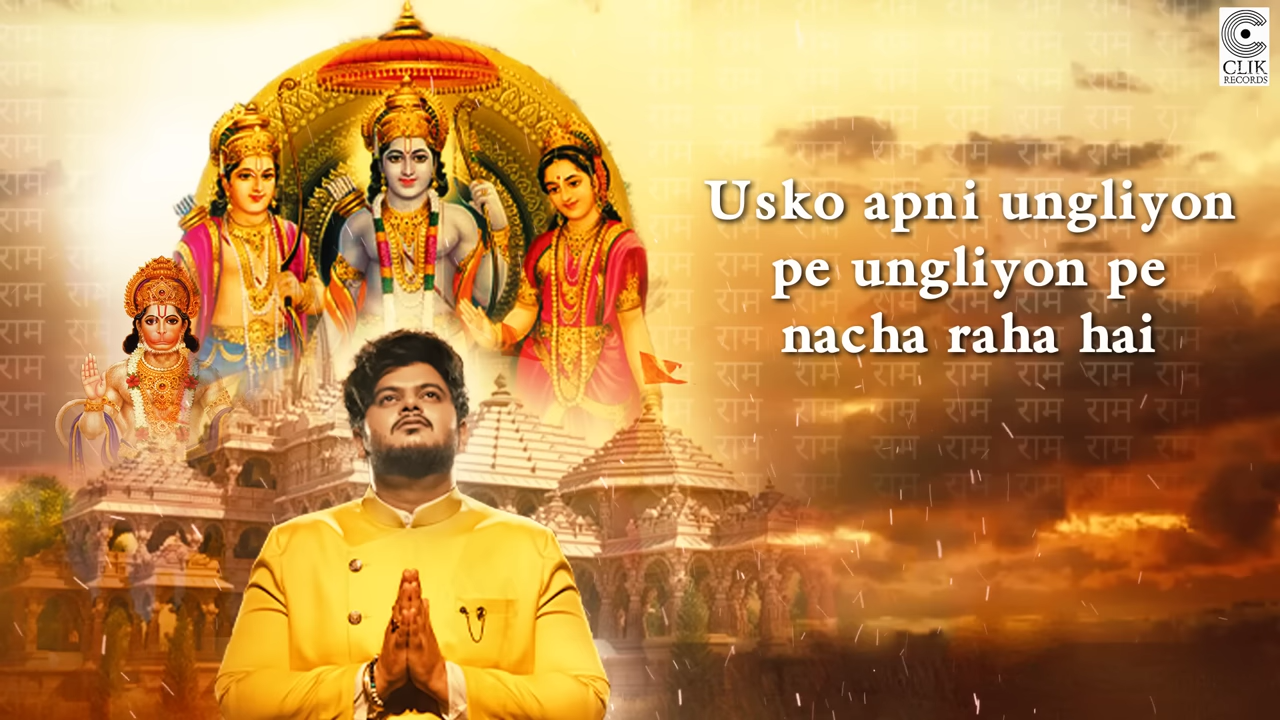 CLIK
RECORDS
Usko apni ungliyon
pe ungliyon pe
nacha raha hai
राम राम राम राम राम राम राम